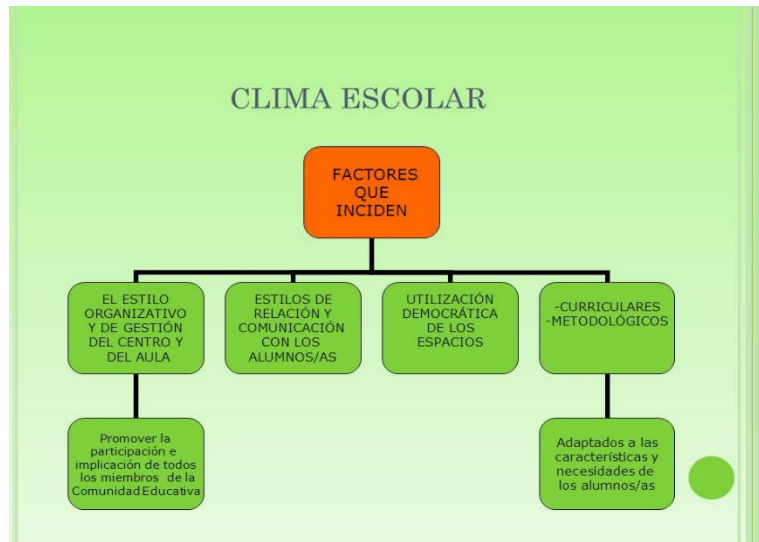 CLIMA ESCOLAR
FACTORES
QUE
INCIDEN
EL ESTILO
ORGANIZATIVO
Y DE GESTIÓN
DEL CENTRO Y
DEL AULA
ESTILOS DE
RELACIÓN Y
COMUNICACIÓN
CON LOS
ALUMNOS/AS
UTILIZACIÓN
DEMOCRÁTICA
DE LOS
ESPACIOS
-CURRICULARES
-METODOLÓGICOS
Promover la
participación e
implicación de todos
los miembros de la
Comunidad Educativa
Adaptados a las
características y
necesidades de
los alumnos/as